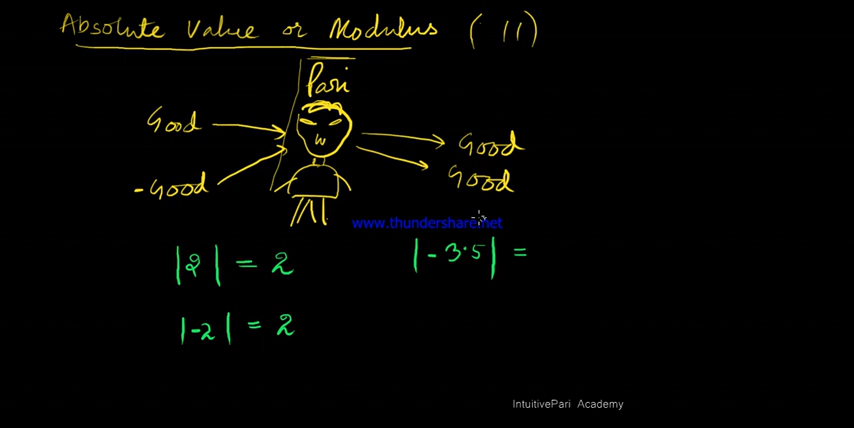 Absolute Value or Modulus ( | | )
Pari
Good
Good
- Good
Good
www.thundershare.net
|2| = 2
|-3.5| =
|-2| = 2
IntuitivePari Academy